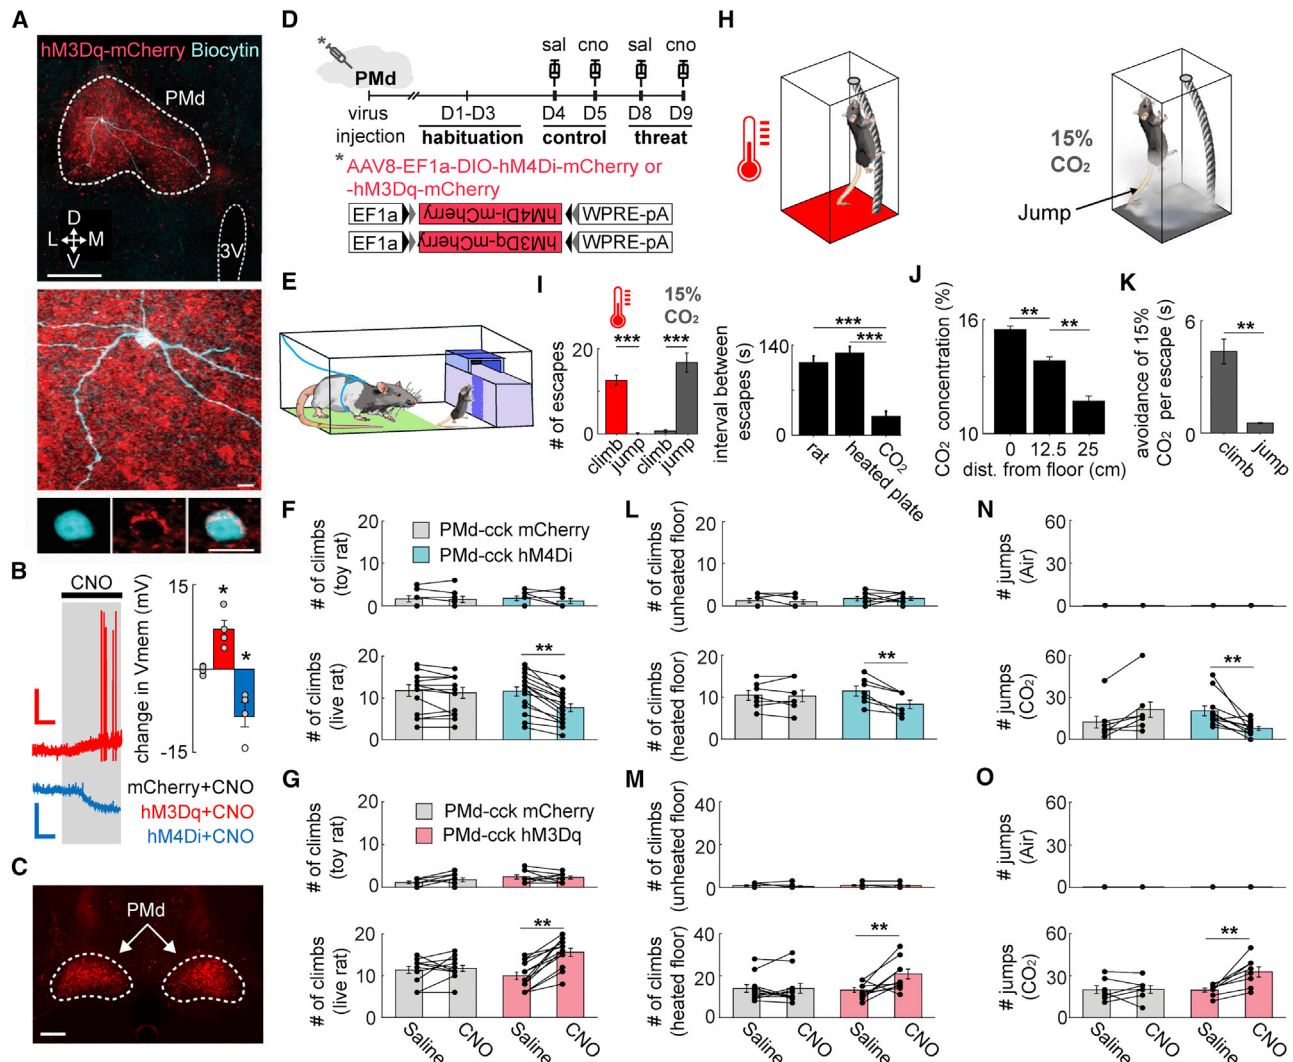 A
hM3Dq-mCherry Biocytin
PMd
D
L M
V
3V
B
CNO
change in Vmem (mV)
15
-15
*
*
mCherry+CNO
hM3Dq+CNO
hM4Di+CNO
C
PMd
D
*
PMd
sal cno sal cno
virus injection
D1-D3 D4 D5 D8 D9
habituation control threat
*AAV8-EF1a-DIO-hM4Di-mCherry or
-hM3Dq-mCherry
EF1a hM4Di-mCherry WPRE-pA
EF1a hM3Dq-mCherry WPRE-pA
E
H
15%
CO2
Jump
I
15%
CO2
# of escapes
20
10
0
*** ***
climb
jump
climb
jump
interval between
escapes (s)
140
0
***
***
rat
heated plate
CO2
J
CO2 concentration (%)
16
10
** **
0 12.5 25
dist. from floor (cm)
K
avoidance of 15%
CO2 per escape (s)
6
0
**
climb
jump
F
# of climbs
(toy rat)
20
10
0
PMd-cck mCherry
PMd-cck hM4Di
# of climbs
(live rat)
20
10
0
**
L
# of climbs
(unheated floor)
20
10
0
# of climbs
(heated floor)
20
10
0
**
N
# jumps
(Air)
60
30
0
# jumps
(CO2)
60
30
0
**
G
# of climbs
(toy rat)
20
10
0
PMd-cck mCherry
PMd-cck hM3Dq
# of climbs
(live rat)
20
10
0
**
Saline
CNO
Saline
CNO
M
# of climbs
(unheated floor)
40
20
0
# of climbs
(heated floor)
40
20
0
**
Saline
CNO
Saline
CNO
O
# jumps
(Air)
60
30
0
# jumps
(CO2)
60
30
0
**
Saline
CNO
Saline
CNO